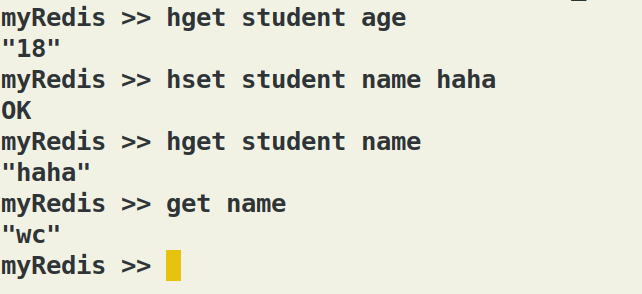 myRedis >> hget student age
"18"
myRedis >> hset student name haha
OK
myRedis >> hget student name
"haha"
myRedis >> get name
"wc"
myRedis >>